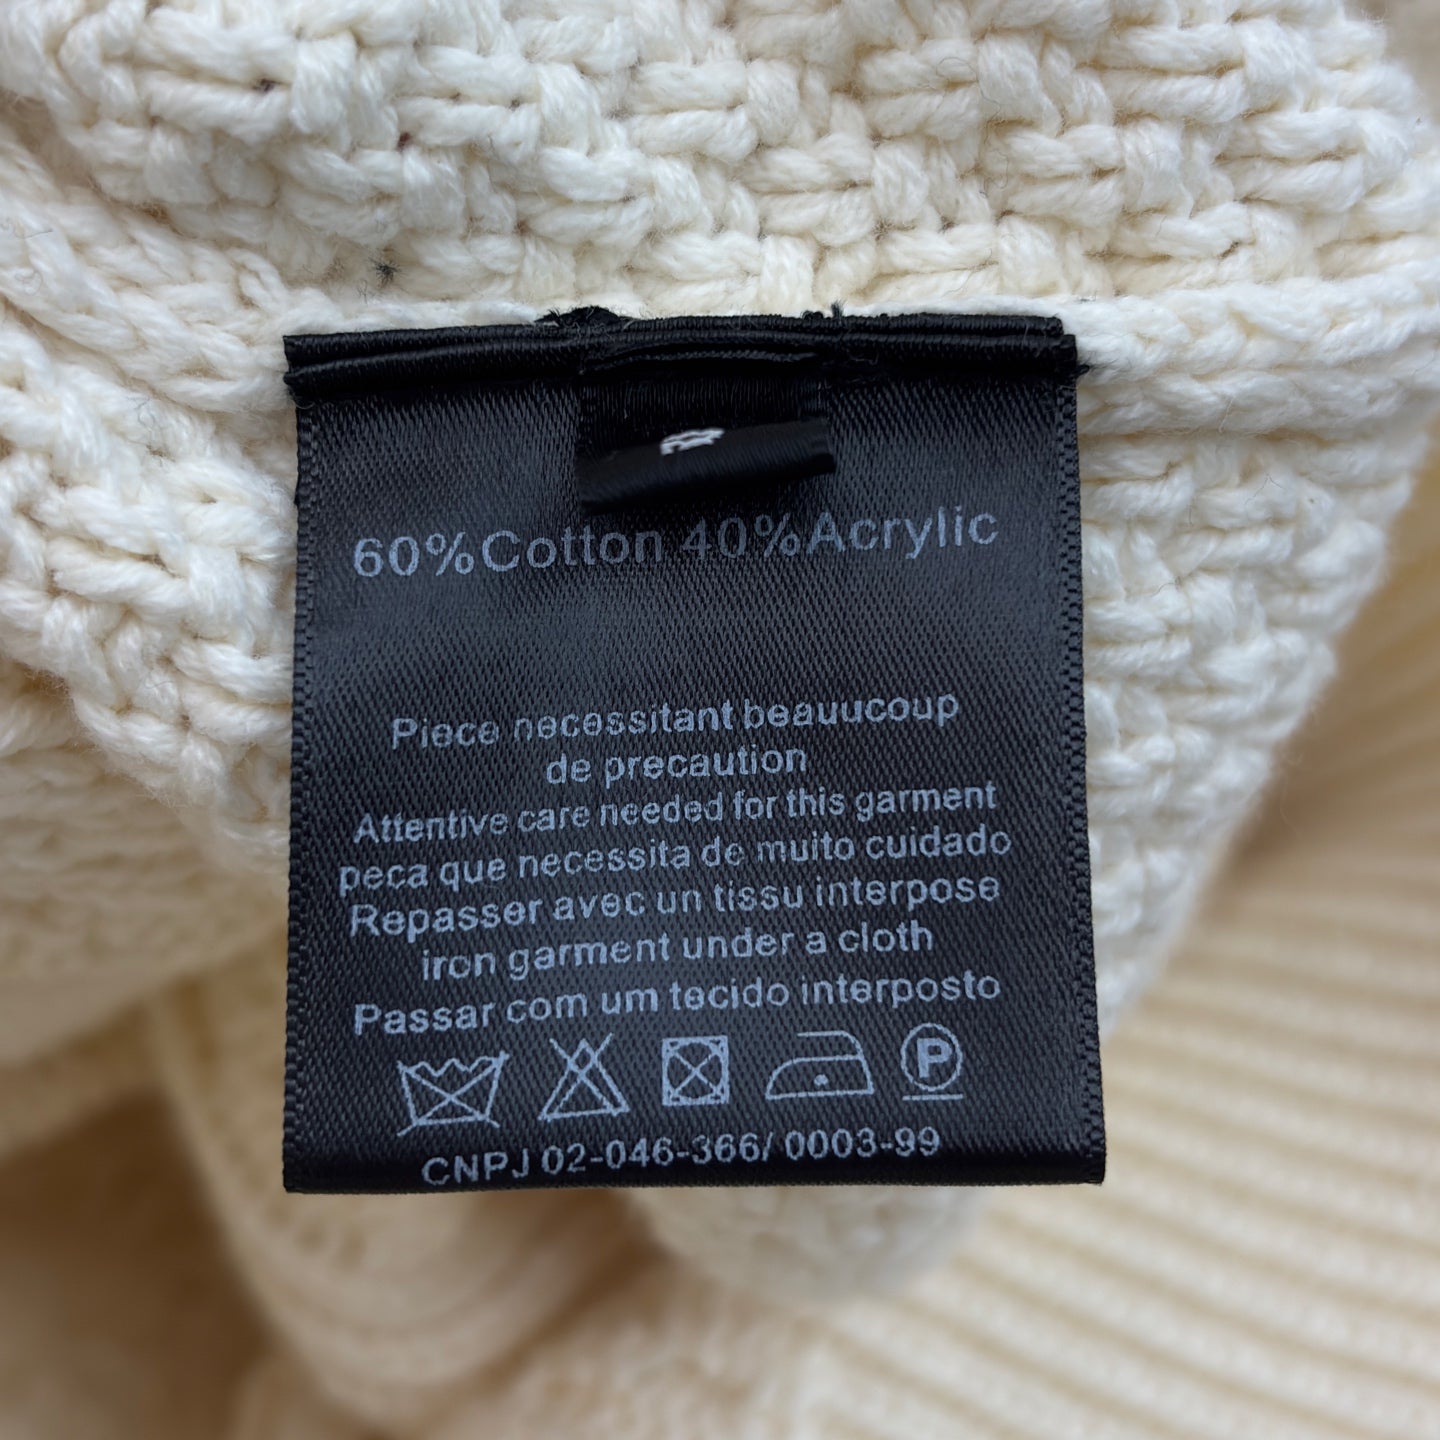 60%Cotton 40%Acrylic
Piece necessitant beauucoup
de precaution
Attentive care needed for this garment
peca que necessita de muito cuidado
Repasser avec un tissu interpose
iron garment under a cloth
Passar com um tecido interposto
P
CNPJ 02-046-366/ 0003-99